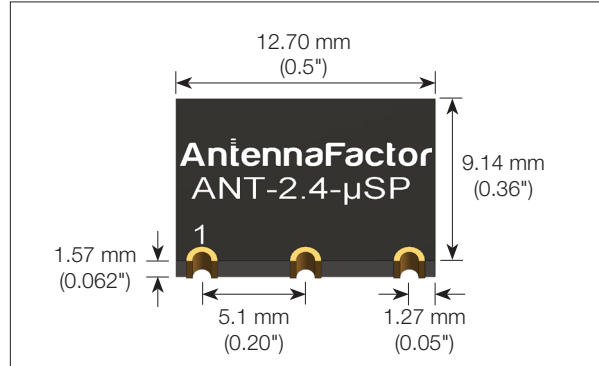 12.70 mm
(0.5")
AntennaFactor
ANT-2.4-µSP
9.14 mm
(0.36")
1
1.57 mm
(0.062")
5.1 mm
(0.20")
1.27 mm
(0.05")